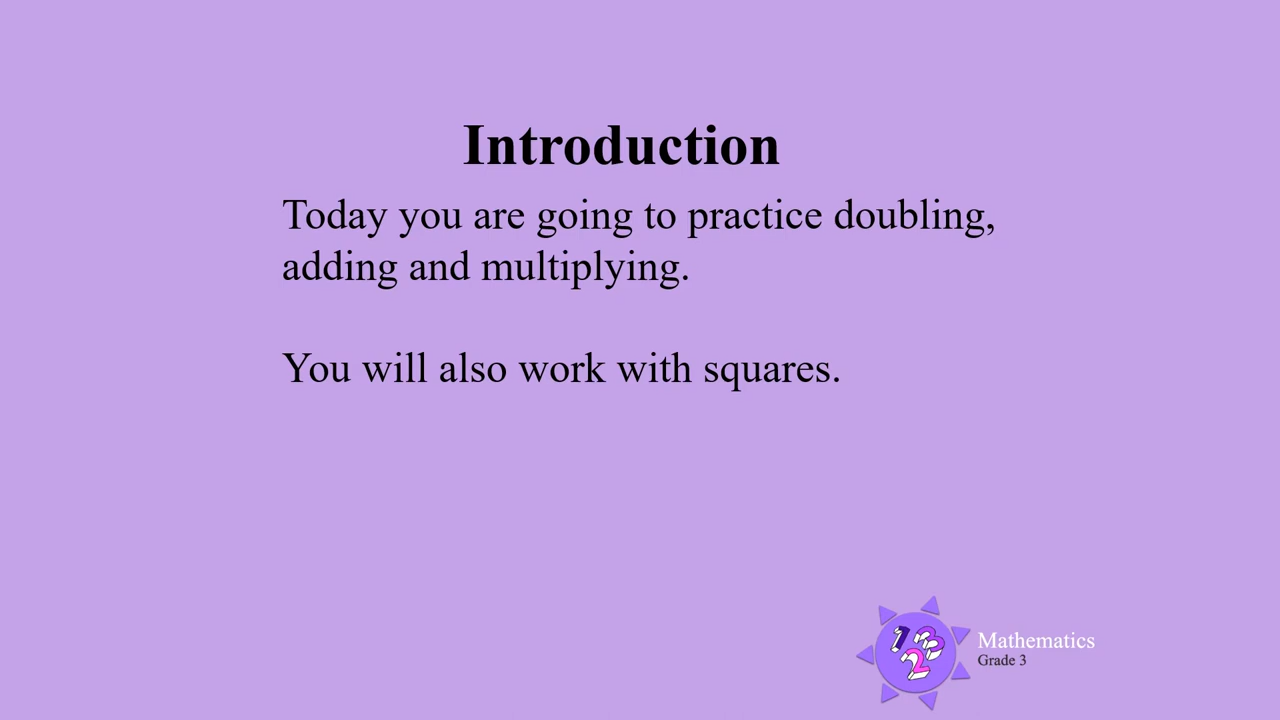 Introduction
Today you are going to practice doubling,
adding and multiplying.
You will also work with squares.
123
Mathematics
Grade 3